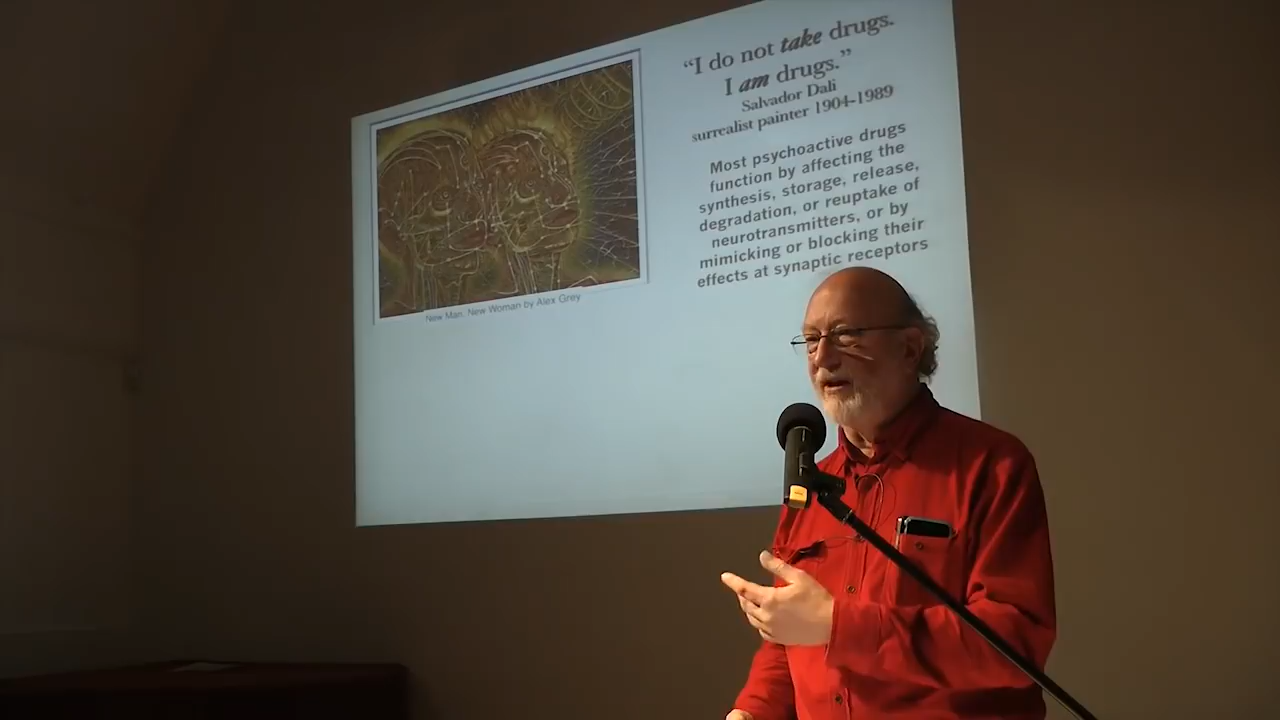 "I do not take drugs.
I am drugs."
Salvador Dali
surrealist painter 1904-1989
Most psychoactive drugs
function by affecting the
synthesis, storage, release,
degradation, or reuptake of
neurotransmitters, or by
mimicking or blocking their
effects at synaptic receptors
New Man, New Woman by Alex Grey